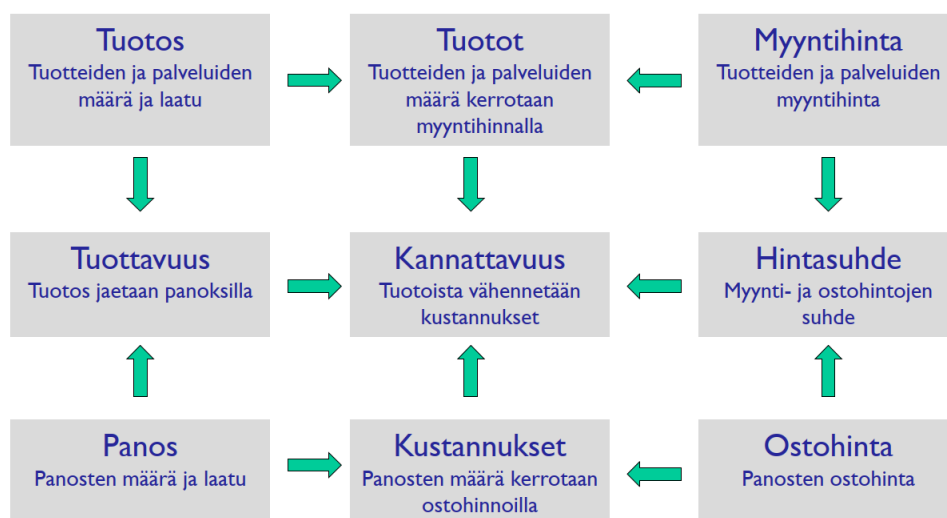 Tuotos
Tuotteiden ja palveluiden
määrä ja laatu
Tuotot
Tuotteiden ja palveluiden
määrä kerrotaan
myyntihinnalla
Myyntihinta
Tuotteiden ja palveluiden
myyntihinta
Tuottavuus
Tuotos jaetaan panoksilla
Kannattavuus
Tuotoista vähennetään
kustannukset
Hintasuhde
Myynti- ja ostohintojen
suhde
Panos
Panosten määrä ja laatu
Kustannukset
Panosten määrä kerrotaan
ostohinnoilla
Ostohinta
Panosten ostohinta